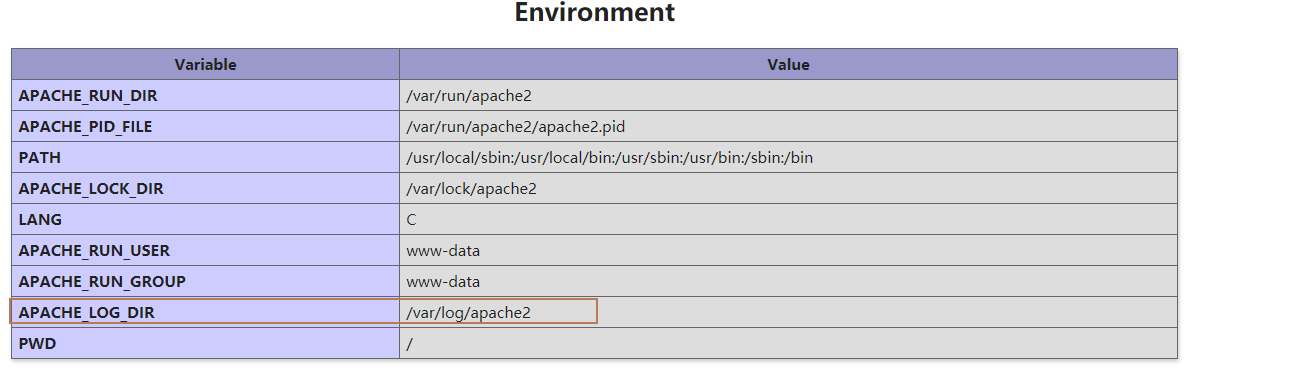 Environment
Variable Value
APACHE_RUN_DIR /var/run/apache2
APACHE_PID_FILE /var/run/apache2/apache2.pid
PATH /usr/local/sbin:/usr/local/bin:/usr/sbin:/usr/bin:/sbin:/bin
APACHE_LOCK_DIR /var/lock/apache2
LANG C
APACHE_RUN_USER www-data
APACHE_RUN_GROUP www-data
APACHE_LOG_DIR /var/log/apache2
PWD /